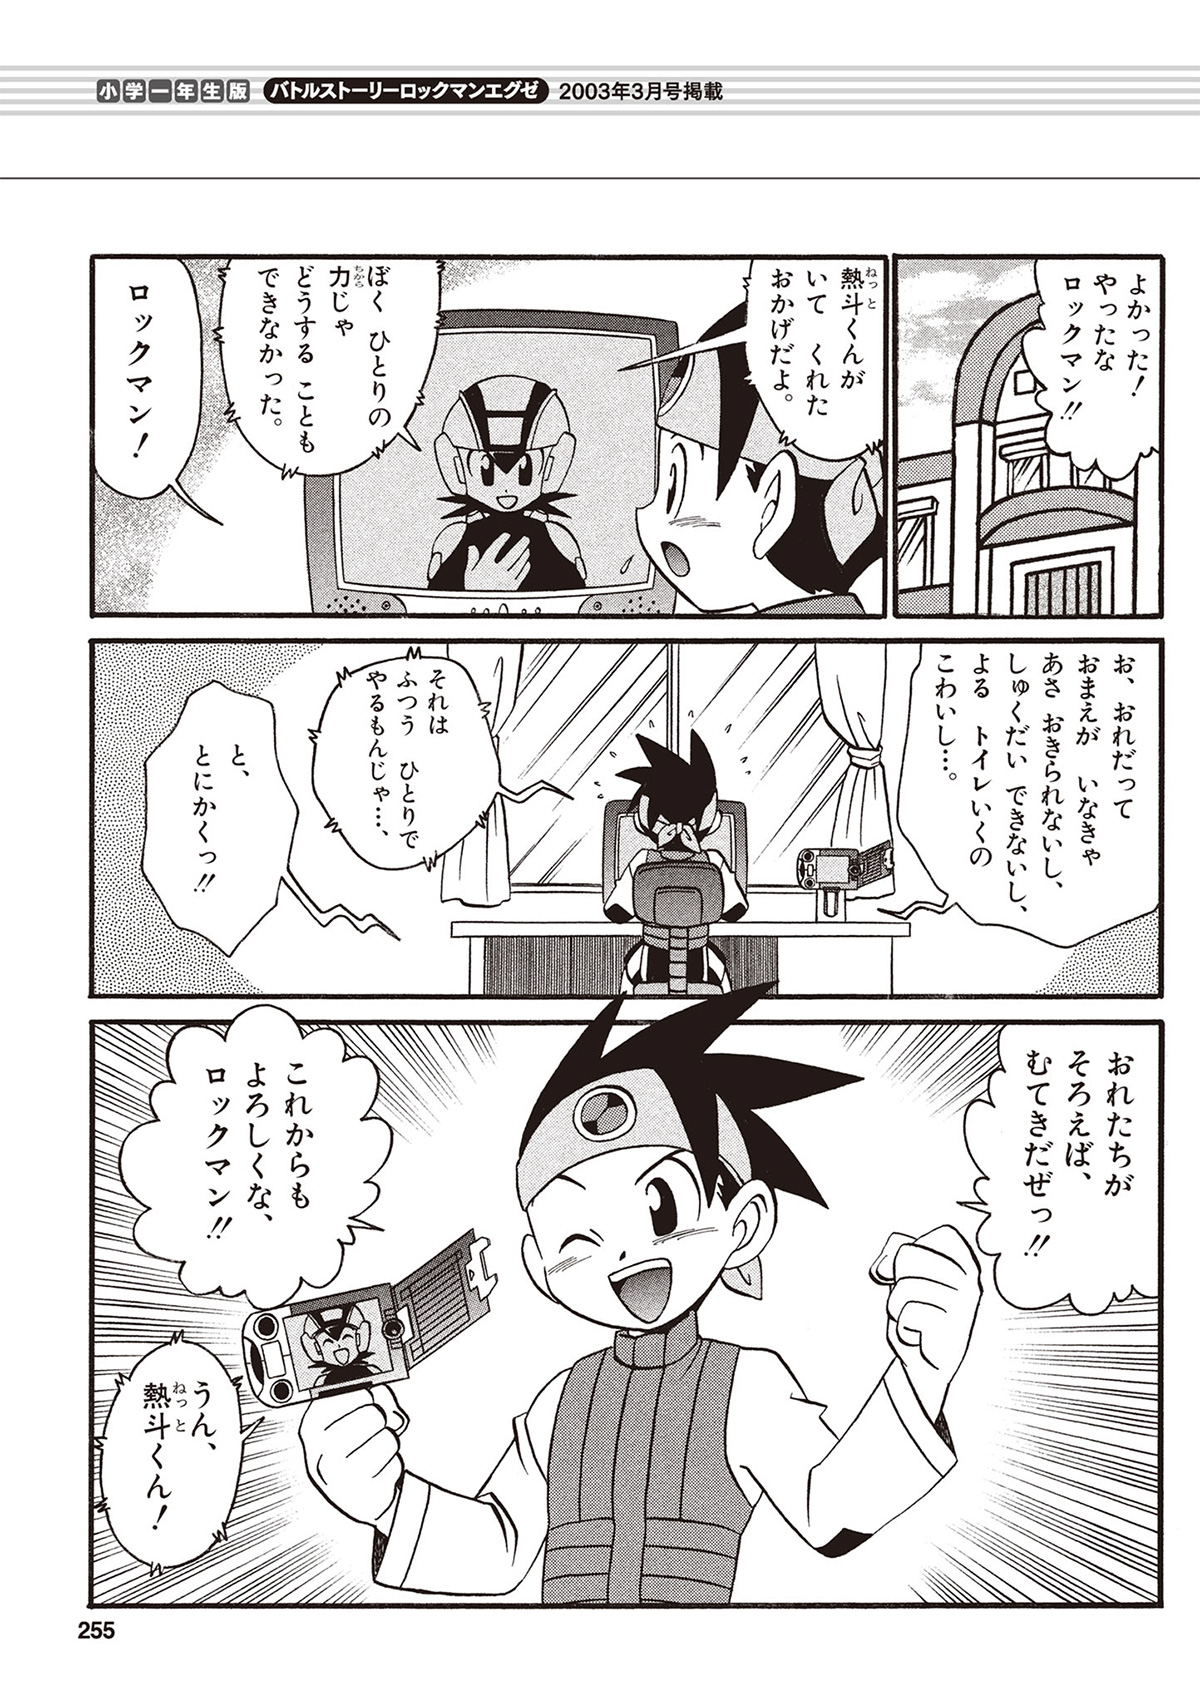 小学一年生版 バトルストーリーロックマンエグゼ 2003年3月号掲載
よかった！
やったな
ロックマン!!
熱斗くんが
いて くれた
おかげだよ。
ねっと
ぼく ひとりの
力じゃ
どうする ことも
できなかった。
ちから
ロックマン！
お、おれだって
おまえが いなきゃ
あさ おきられないし、
しゅくだい できないし、
よる トイレいくの
こわいし…。
それは
ふつう ひとりで
やるもんじゃ…、
と、
とにかくっ!!
おれたちが
そろえば、
むてきだぜっ!!
これからも
よろしくな、
ロックマン!!
うん、
熱斗くん！
ねっと
255